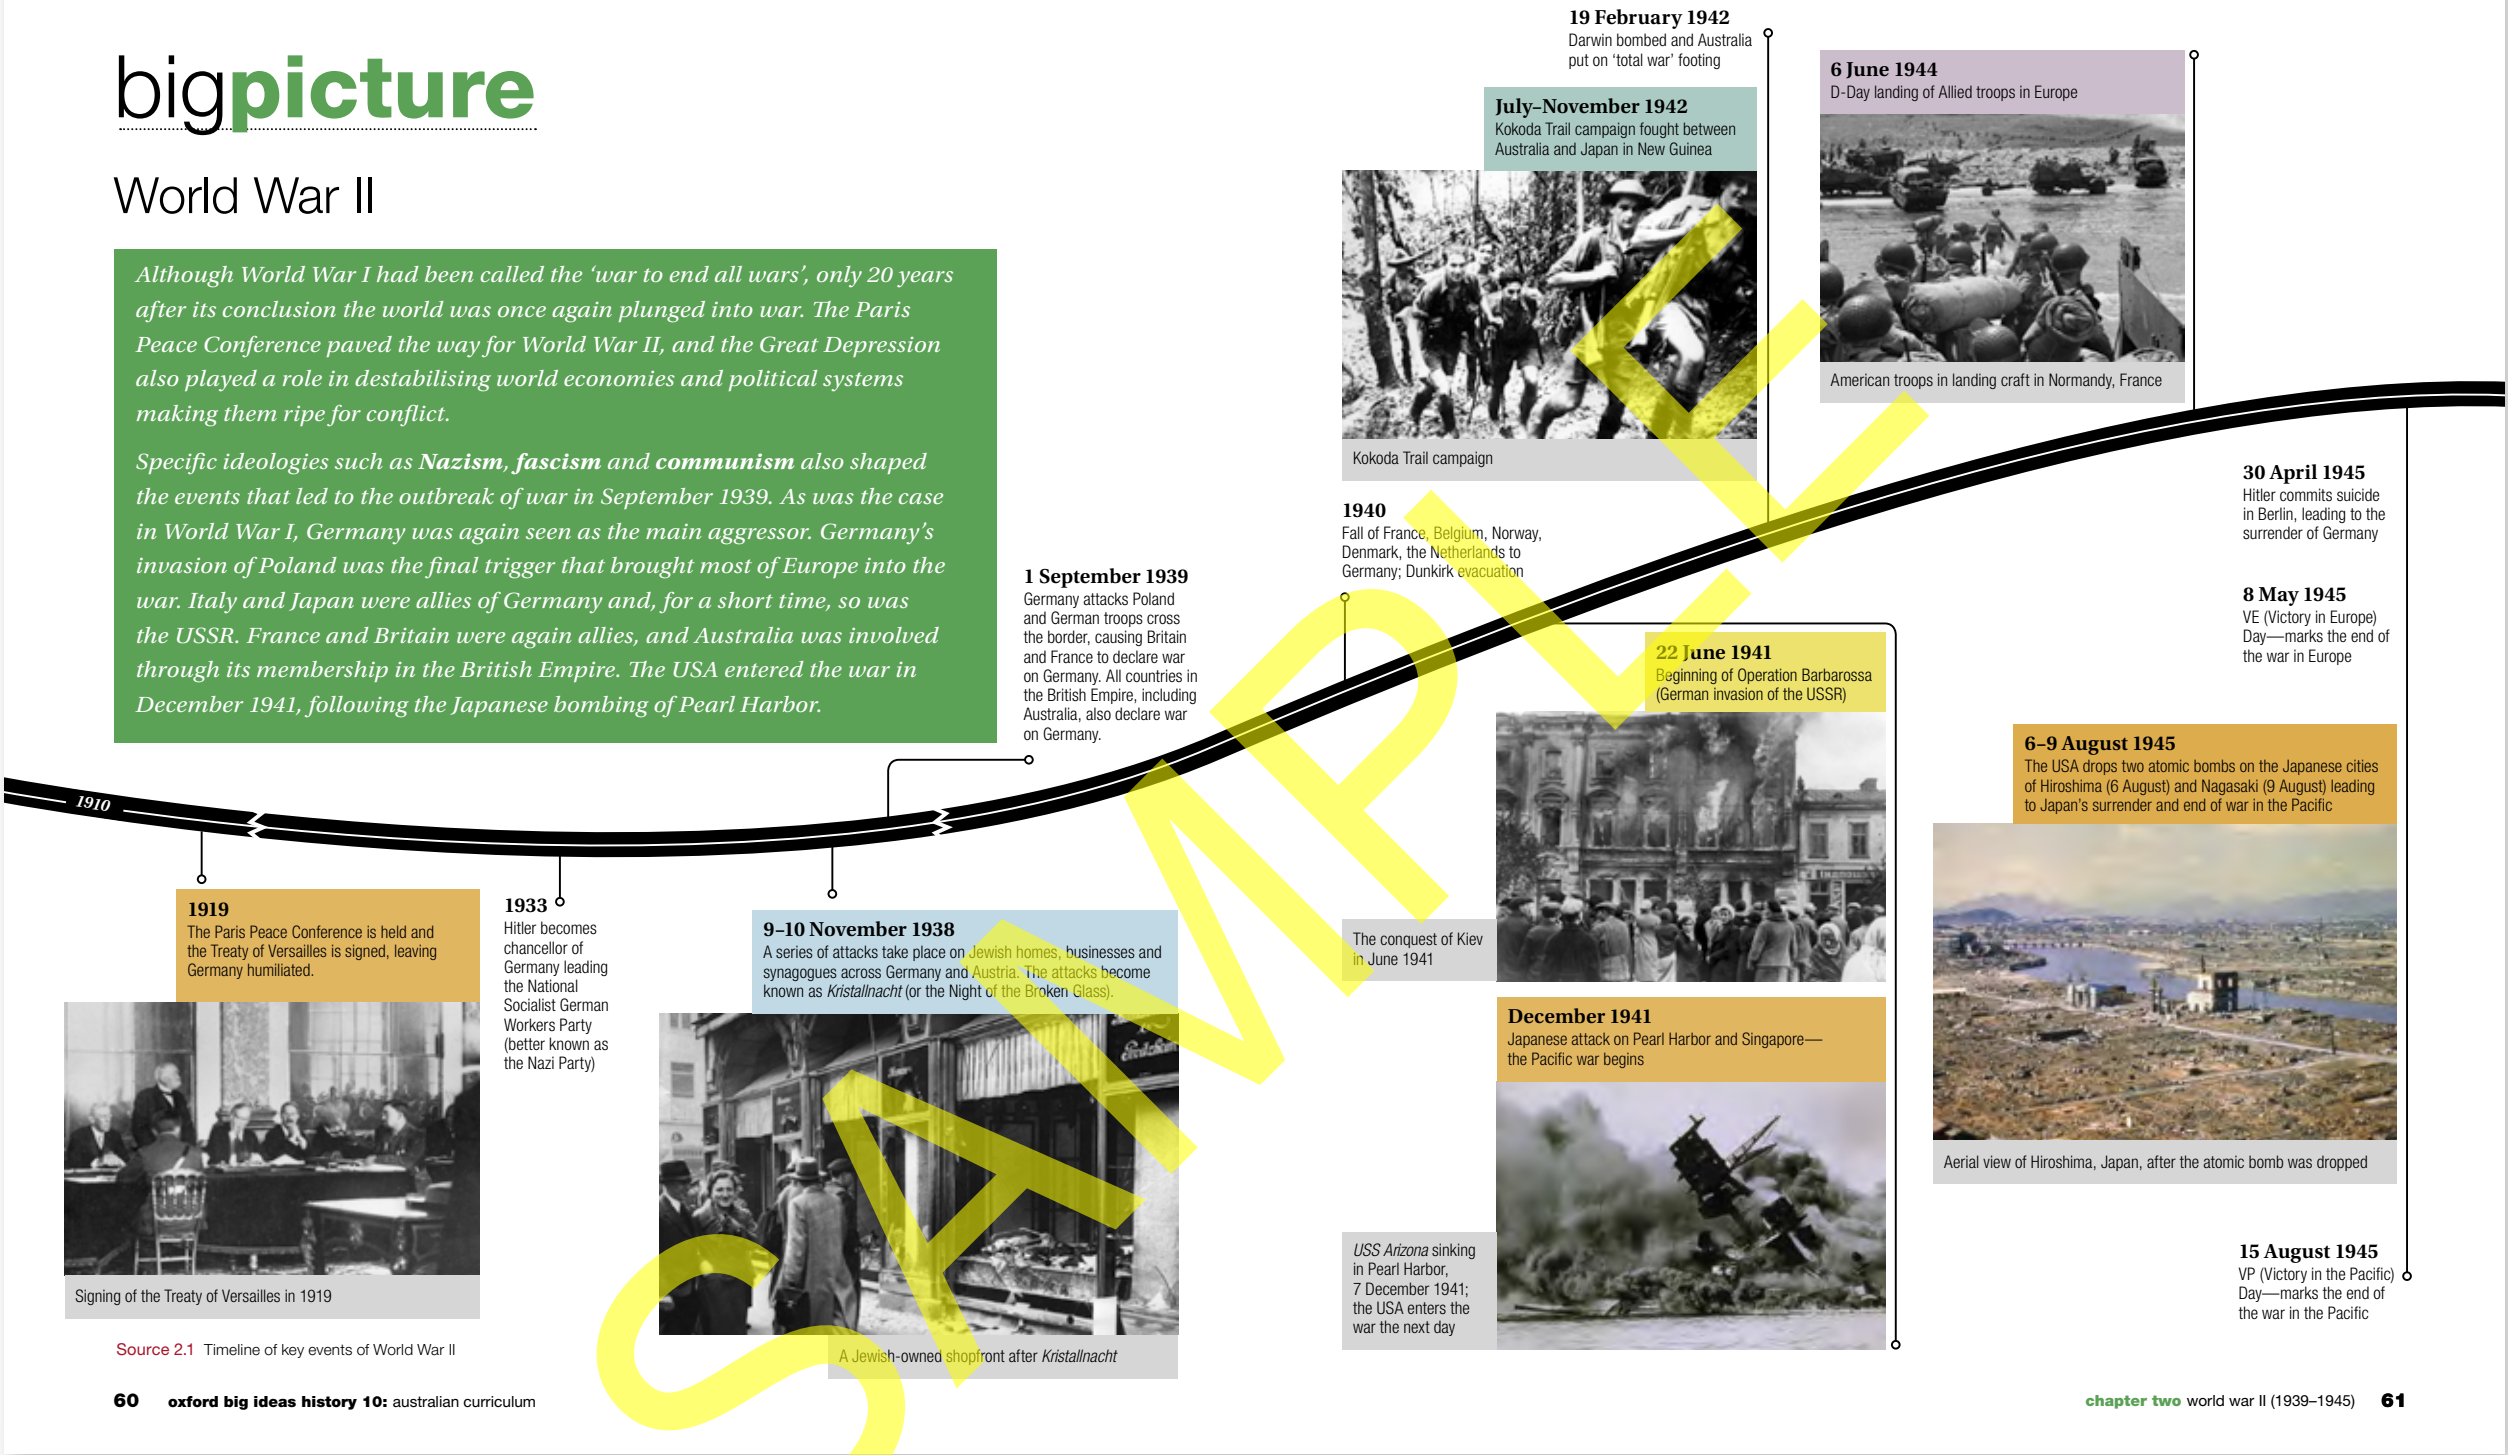 bigpicture
World War II
Although World War I had been called the ‘war to end all wars’, only 20 years
after its conclusion the world was once again plunged into war. The Paris
Peace Conference paved the way for World War II, and the Great Depression
also played a role in destabilising world economies and political systems
making them ripe for conflict.
Specific ideologies such as Nazism, fascism and communism also shaped
the events that led to the outbreak of war in September 1939. As was the case
in World War I, Germany was again seen as the main aggressor. Germany’s
invasion of Poland was the final trigger that brought most of Europe into the
war. Italy and Japan were allies of Germany and, for a short time, so was
the USSR. France and Britain were again allies, and Australia was involved
through its membership in the British Empire. The USA entered the war in
December 1941, following the Japanese bombing of Pearl Harbor.
1910
1919
The Paris Peace Conference is held and
the Treaty of Versailles is signed, leaving
Germany humiliated.
Signing of the Treaty of Versailles in 1919
1933
Hitler becomes
chancellor of
Germany leading
the National
Socialist German
Workers Party
(better known as
the Nazi Party)
9–10 November 1938
A series of attacks take place on Jewish homes, businesses and
synagogues across Germany and Austria. The attacks become
known as Kristallnacht (or the Night of the Broken Glass).
A Jewish-owned shopfront after Kristallnacht
1 September 1939
Germany attacks Poland
and German troops cross
the border, causing Britain
and France to declare war
on Germany. All countries in
the British Empire, including
Australia, also declare war
on Germany.
1940
Fall of France, Belgium, Norway,
Denmark, the Netherlands to
Germany; Dunkirk evacuation
22 June 1941
Beginning of Operation Barbarossa
(German invasion of the USSR)
The conquest of Kiev
in June 1941
December 1941
Japanese attack on Pearl Harbor and Singapore—
the Pacific war begins
USS Arizona sinking
in Pearl Harbor,
7 December 1941;
the USA enters the
war the next day
19 February 1942
Darwin bombed and Australia
put on ‘total war’ footing
July–November 1942
Kokoda Trail campaign fought between
Australia and Japan in New Guinea
Kokoda Trail campaign
6 June 1944
D-Day landing of Allied troops in Europe
American troops in landing craft in Normandy, France
30 April 1945
Hitler commits suicide
in Berlin, leading to the
surrender of Germany
8 May 1945
VE (Victory in Europe)
Day—marks the end of
the war in Europe
6–9 August 1945
The USA drops two atomic bombs on the Japanese cities
of Hiroshima (6 August) and Nagasaki (9 August) leading
to Japan’s surrender and end of war in the Pacific
Aerial view of Hiroshima, Japan, after the atomic bomb was dropped
15 August 1945
VP (Victory in the Pacific)
Day—marks the end of
the war in the Pacific
Source 2.1 Timeline of key events of World War II
60 oxford big ideas history 10: australian curriculum
chapter two world war II (1939–1945) 61
SAMPLE